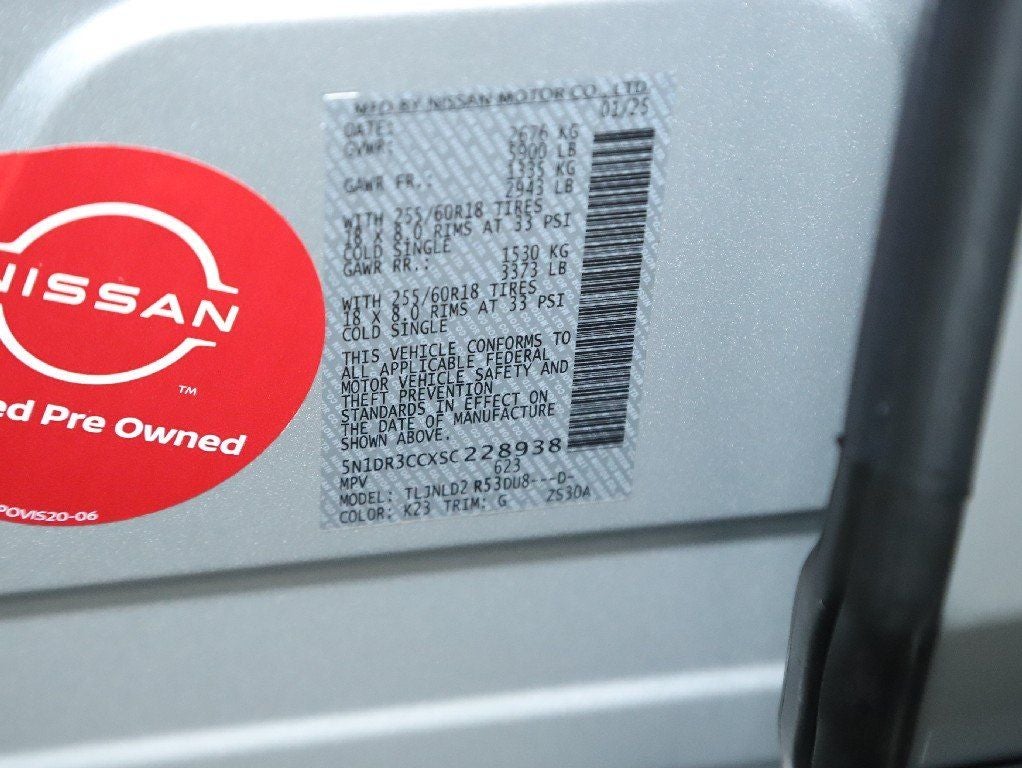 MFD BY NISSAN MOTOR CO., LTD.
DATE: 01/25
GVWR: 2676 KG
5900 LB
GAWR FR.: 1335 KG
2943 LB
WITH 255/60R18 TIRES
18 X 8.0 RIMS AT 33 PSI
COLD SINGLE
GAWR RR.: 1530 KG
3373 LB
WITH 255/60R18 TIRES
18 X 8.0 RIMS AT 33 PSI
COLD SINGLE
THIS VEHICLE CONFORMS TO
ALL APPLICABLE FEDERAL
MOTOR VEHICLE SAFETY AND
THEFT PREVENTION
STANDARDS IN EFFECT ON
THE DATE OF MANUFACTURE
SHOWN ABOVE.
5N1DR3CCXSC228938
MPV 623
MODEL: TLJNLD2 R53DU8---D-
COLOR: K23 TRIM: G ZS30A
NISSAN
TM
ed Pre Owned
POVIS20-06